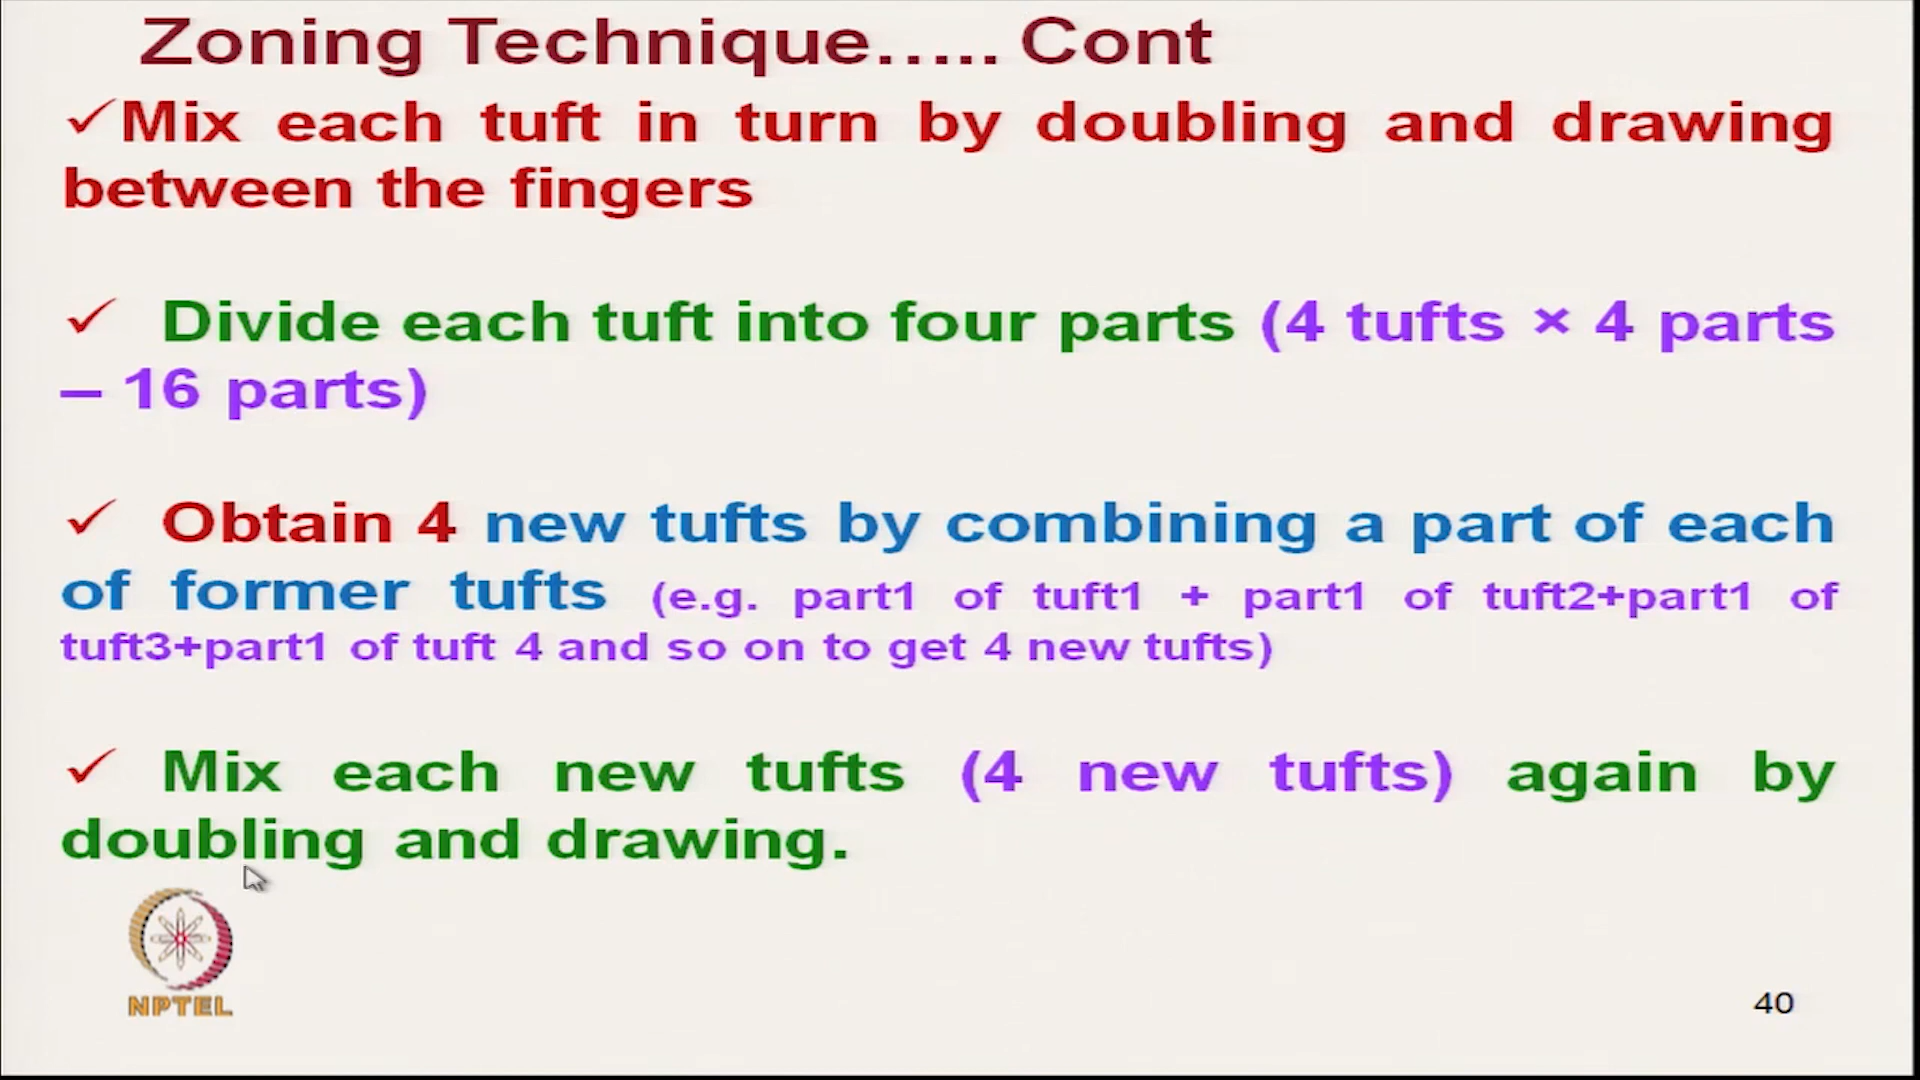 Zoning Technique..... Cont
✓Mix each tuft in turn by doubling and drawing
between the fingers
✓ Divide each tuft into four parts (4 tufts × 4 parts
– 16 parts)
✓ Obtain 4 new tufts by combining a part of each
of former tufts (e.g. part1 of tuft1 + part1 of tuft2+part1 of
tuft3+part1 of tuft 4 and so on to get 4 new tufts)
✓ Mix each new tufts (4 new tufts) again by
doubling and drawing.
NPTEL
40